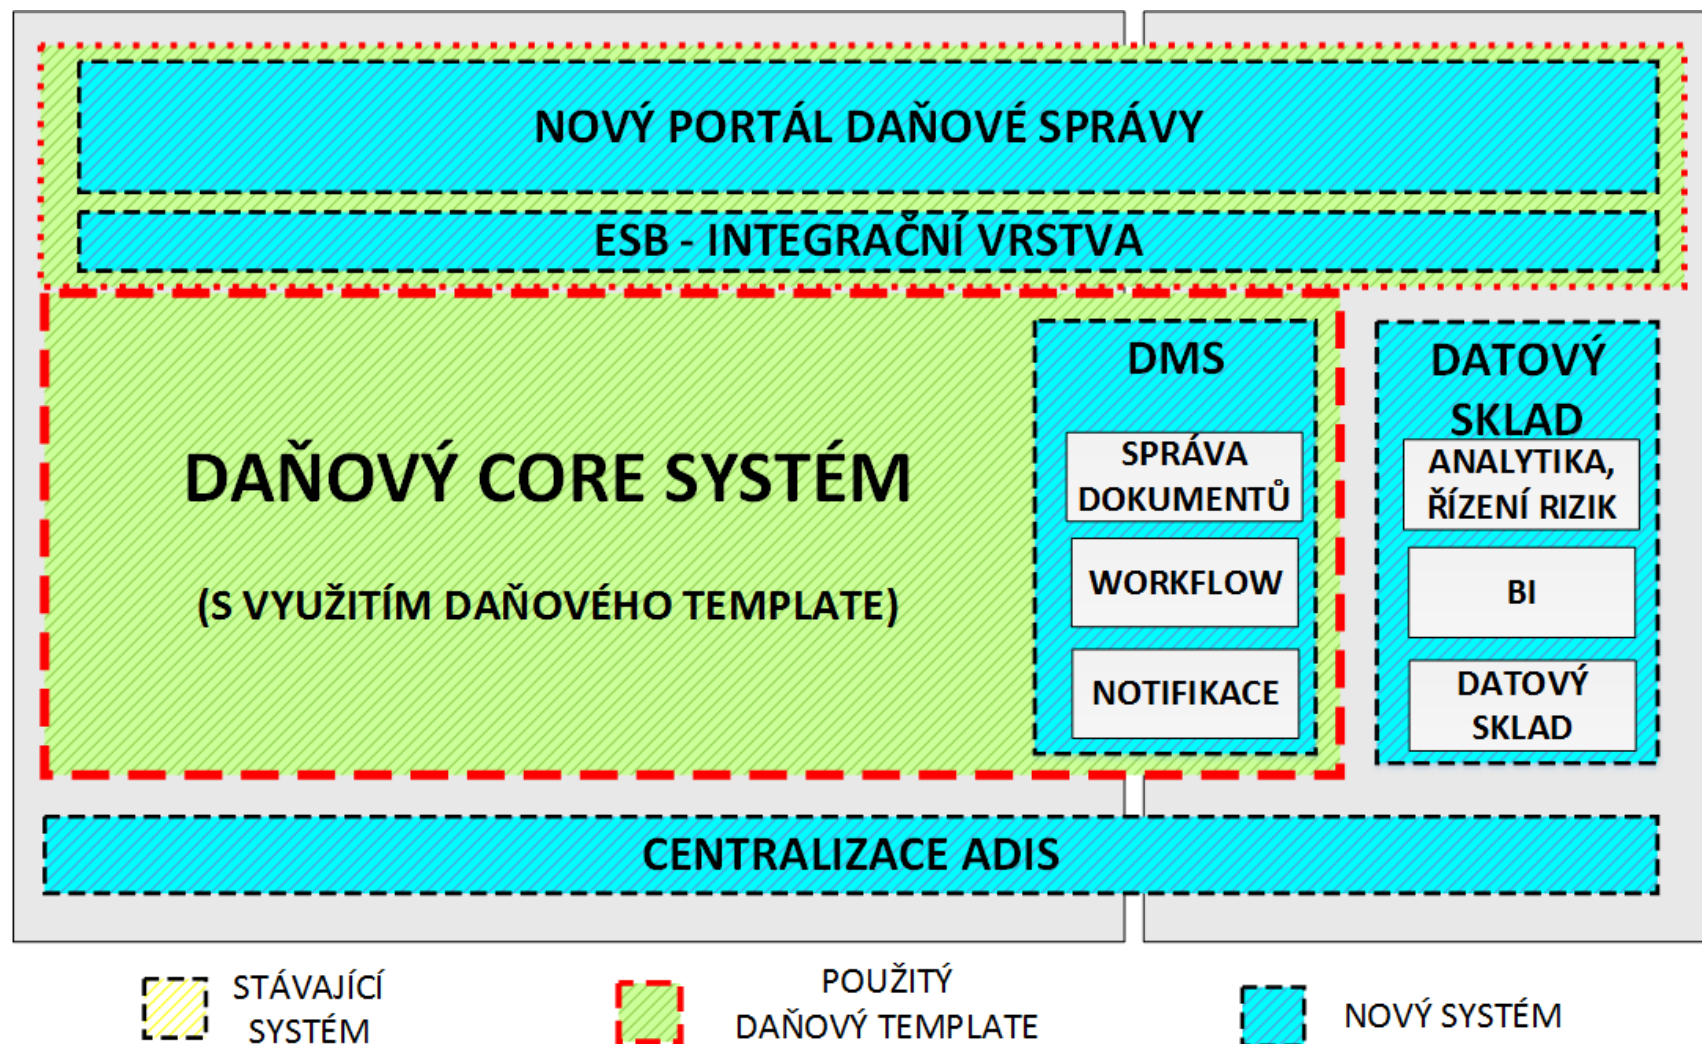 NOVÝ PORTÁL DAŇOVÉ SPRÁVY
ESB - INTEGRAČNÍ VRSTVA
DAŇOVÝ CORE SYSTÉM
(S VYUŽITÍM DAŇOVÉHO TEMPLATE)
DMS
SPRÁVA
DOKUMENTŮ
WORKFLOW
NOTIFIKACE
DATOVÝ
SKLAD
ANALYTIKA,
ŘÍZENÍ RIZIK
BI
DATOVÝ
SKLAD
CENTRALIZACE ADIS
STÁVAJÍCÍ
SYSTÉM
POUŽITÝ
DAŇOVÝ TEMPLATE
NOVÝ SYSTÉM